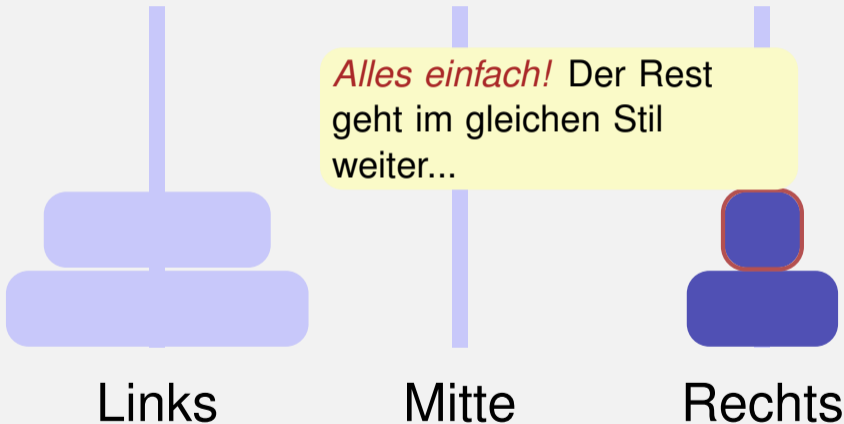 Alles einfach! Der Rest
geht im gleichen Stil
weiter...
Links Mitte Rechts